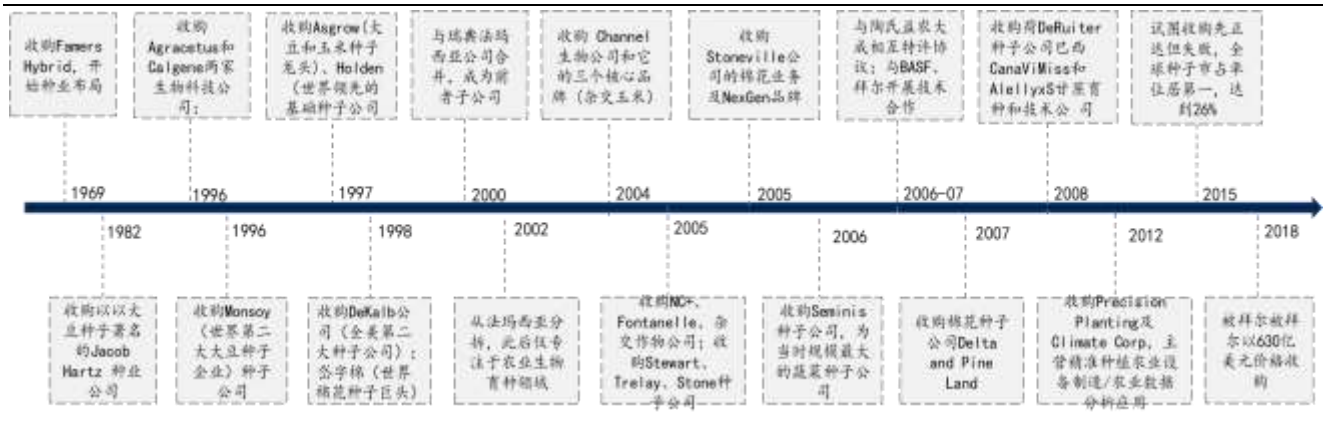 收购Famers
Hybrid, 开
始种业布局
收购
Agracetus和
Calgene两家
生物科技公
司;
收购Asgrow(大
豆和玉米种子
龙头)、Holden
(世界领先的
基础种子公司
与瑞典法玛
西亚公司合
并, 成为前
者子公司
收购 Channel
生物公司和它
的三个核心品
牌 (杂交玉米)
收购
Stoneville公
司的棉花业务
及NexGen品牌
与陶氏益农大
成相互特许协
议; 与BASF、
拜尔开展技术
合作
收购荷DeRuiter
种子公司巴西
CanaViMiss和
AlellyxS甘蔗育
种和技术公 司
试图收购先正
达但失败, 全
球种子市占率
位居第一, 达
到26%
1969
1996
1997
2000
2004
2005
2006-07
2008
2015
1982
1996
1998
2002
2005
2006
2007
2012
2018
收购以以大
豆种子著名
的Jacob
Hartz 种业
公司
收购Monsoy
(世界第二
大大豆种子
企业) 种子
公司
收购DeKalb公
司 (全美第二
大种子公司);
岱字棉 (世界
棉花种子巨头)
从法玛西亚分
拆, 此后仅专
注于农业生物
育种领域
收购NC+、
Fontanelle、杂
交作物公司; 收
购Stewart、
Trelay、Stone种
子公司
收购Seminis
种子公司, 为
当时规模最大
的蔬菜种子公
司
收购棉花种子
公司Delta
and Pine
Land
收购Precision
Planting及
Climate Corp, 主
营精准种植农业设
备制造/农业数据
分析应用
被拜尔被拜
尔以630亿
美元价格收
购